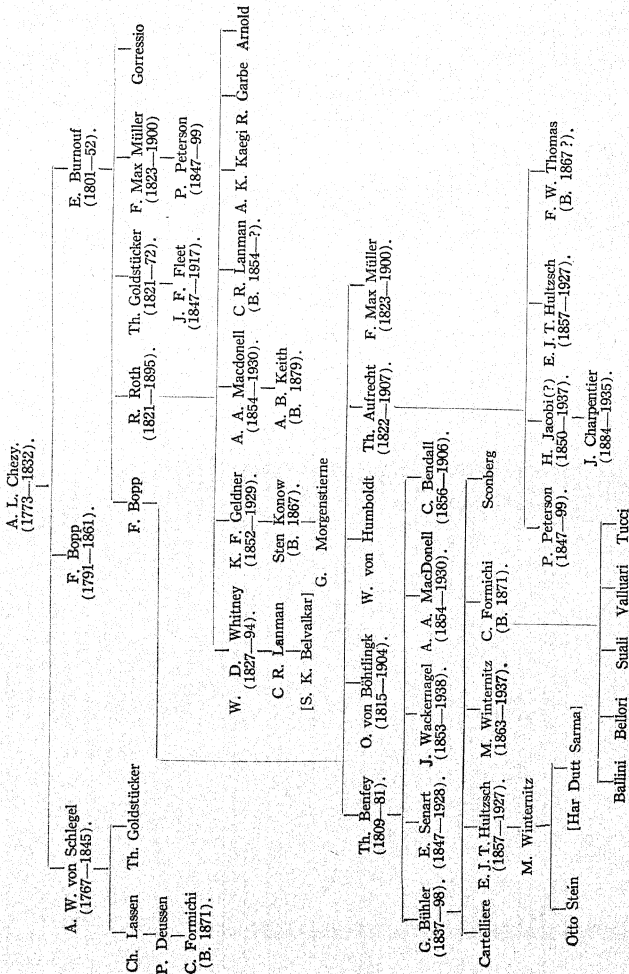 A. L. Chezy.
(1773—1832).
A. W. von Schlegel
(1767—1845).
F. Bopp
(1791—1861).
E. Burnouf
(1801—52).
Ch. Lassen
Th. Goldstücker
P. Deussen
C. Formichi
(B. 1871).
F. Bopp
R. Roth
(1821—1895).
Th. Goldstücker
(1821—72).
F. Max Müller
(1823—1900)
Gorressio
J. F. Fleet
(1847—1917).
P. Peterson
(1847—99)
W. D. Whitney
(1827—94).
K. F. Geldner
(1852—1929).
A. A. Macdonell
(1854—1930).
C R. Lanman
(B. 1854—?).
A. K. Kaegi
R. Garbe
Arnold
C R. Lanman
Sten Konow
(B. 1867).
A. B. Keith
(B. 1879).
[S. K. Belvalkar]
G. Morgenstierne
Th. Benfey
(1809—81).
O. von Böhtlingk
(1815—1904).
W. von Humboldt
Th. Aufrecht
(1822—1907).
F. Max Müller
(1823—1900).
G. Bühler
(1837—98).
E. Senart
(1847—1928).
J. Wackernagel
(1853—1938).
A. A. MacDonell
(1854—1930).
C. Bendall
(1856—1906).
Cartelliere
E. J. T. Hultzsch
(1857—1927).
M. Winternitz
(1863—1937).
C. Formichi
(B. 1871).
Sconberg
P. Peterson
(1847—99).
H. Jacobi(?)
(1850—1937).
E. J. T. Hultzsch
(1857—1927).
F. W. Thomas
(B. 1867 ?).
M. Winternitz
J. Charpentier
(1884—1935).
Otto Stein
[Har Dutt Sarma]
Ballini
Bellori
Suali
Valluari
Tucci